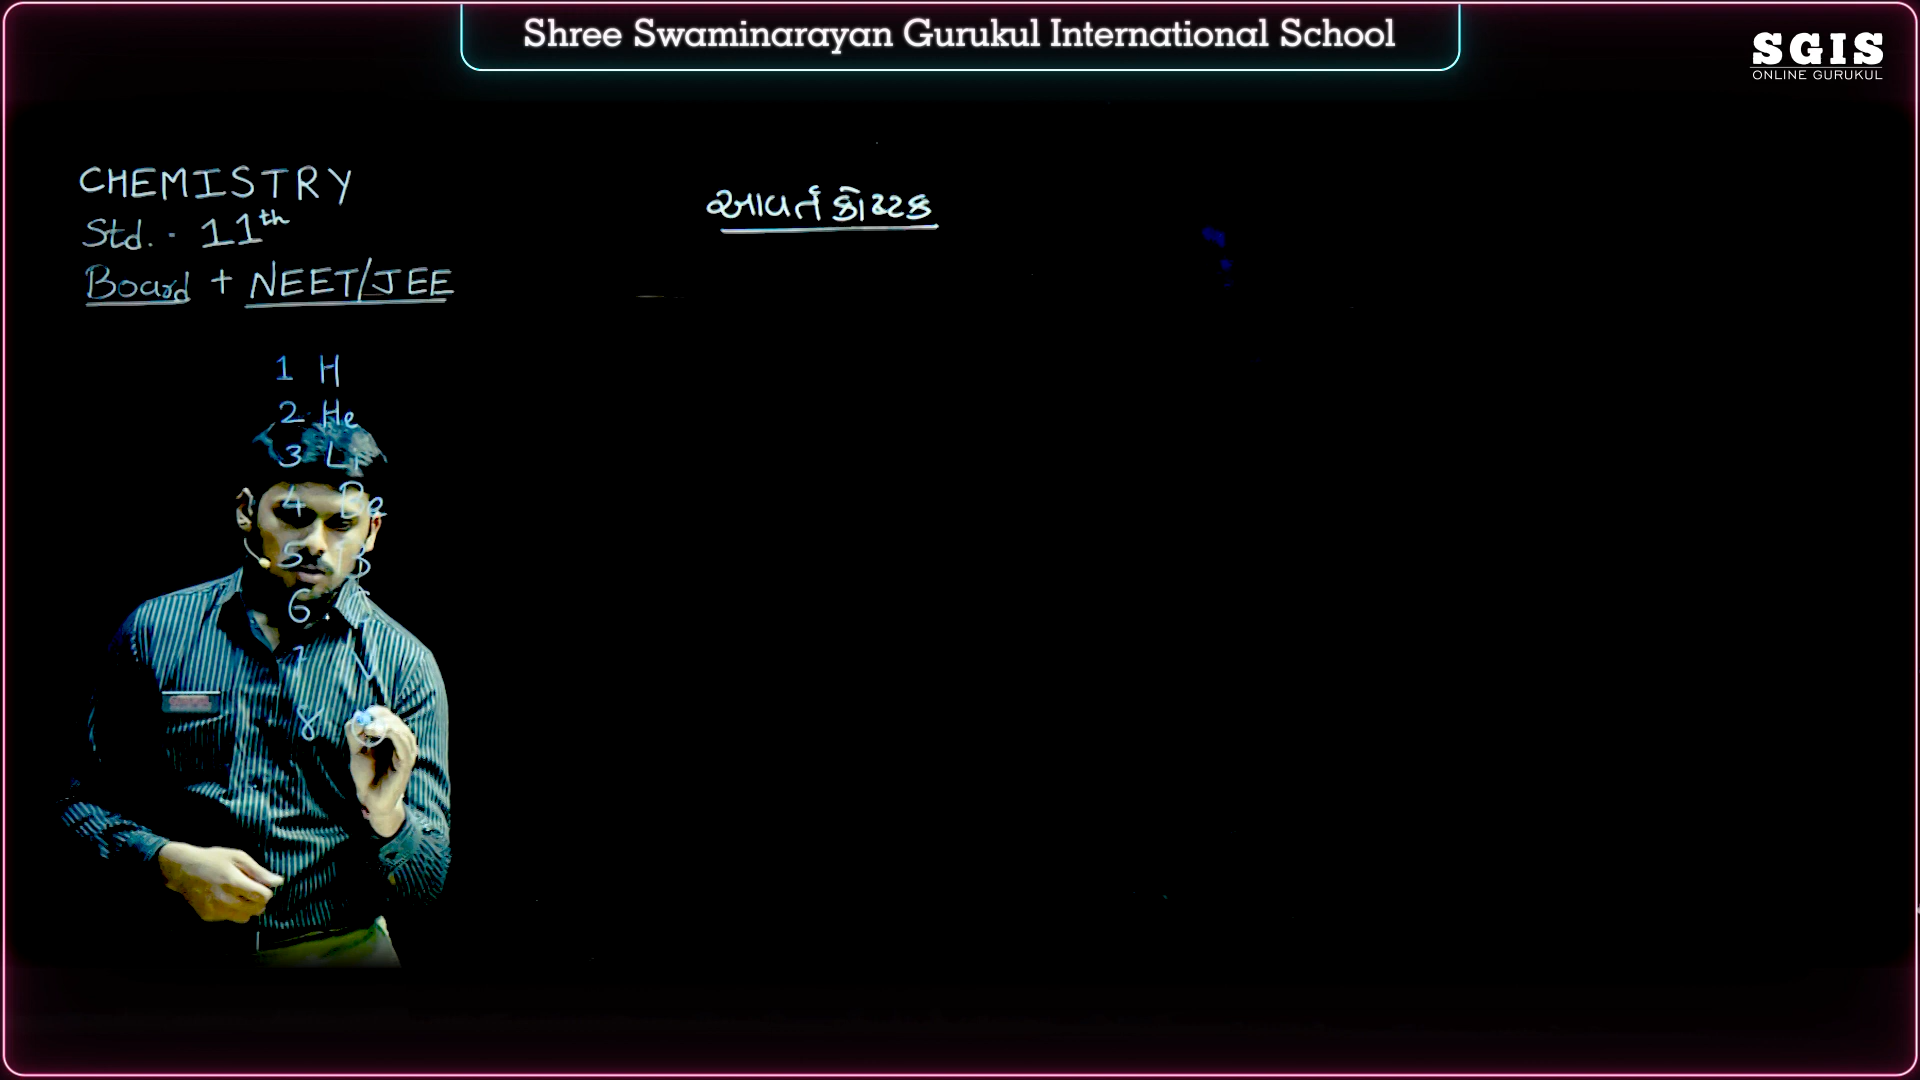 Shree Swaminarayan Gurukul International School
SGIS
ONLINE GURUKUL
CHEMISTRY
Std. - 11th
Board + NEET/JEE
આવર્ત કોષ્ટક
1 H
2 He
3 Li
4 Be
5 B
6 C
7 N
8 O